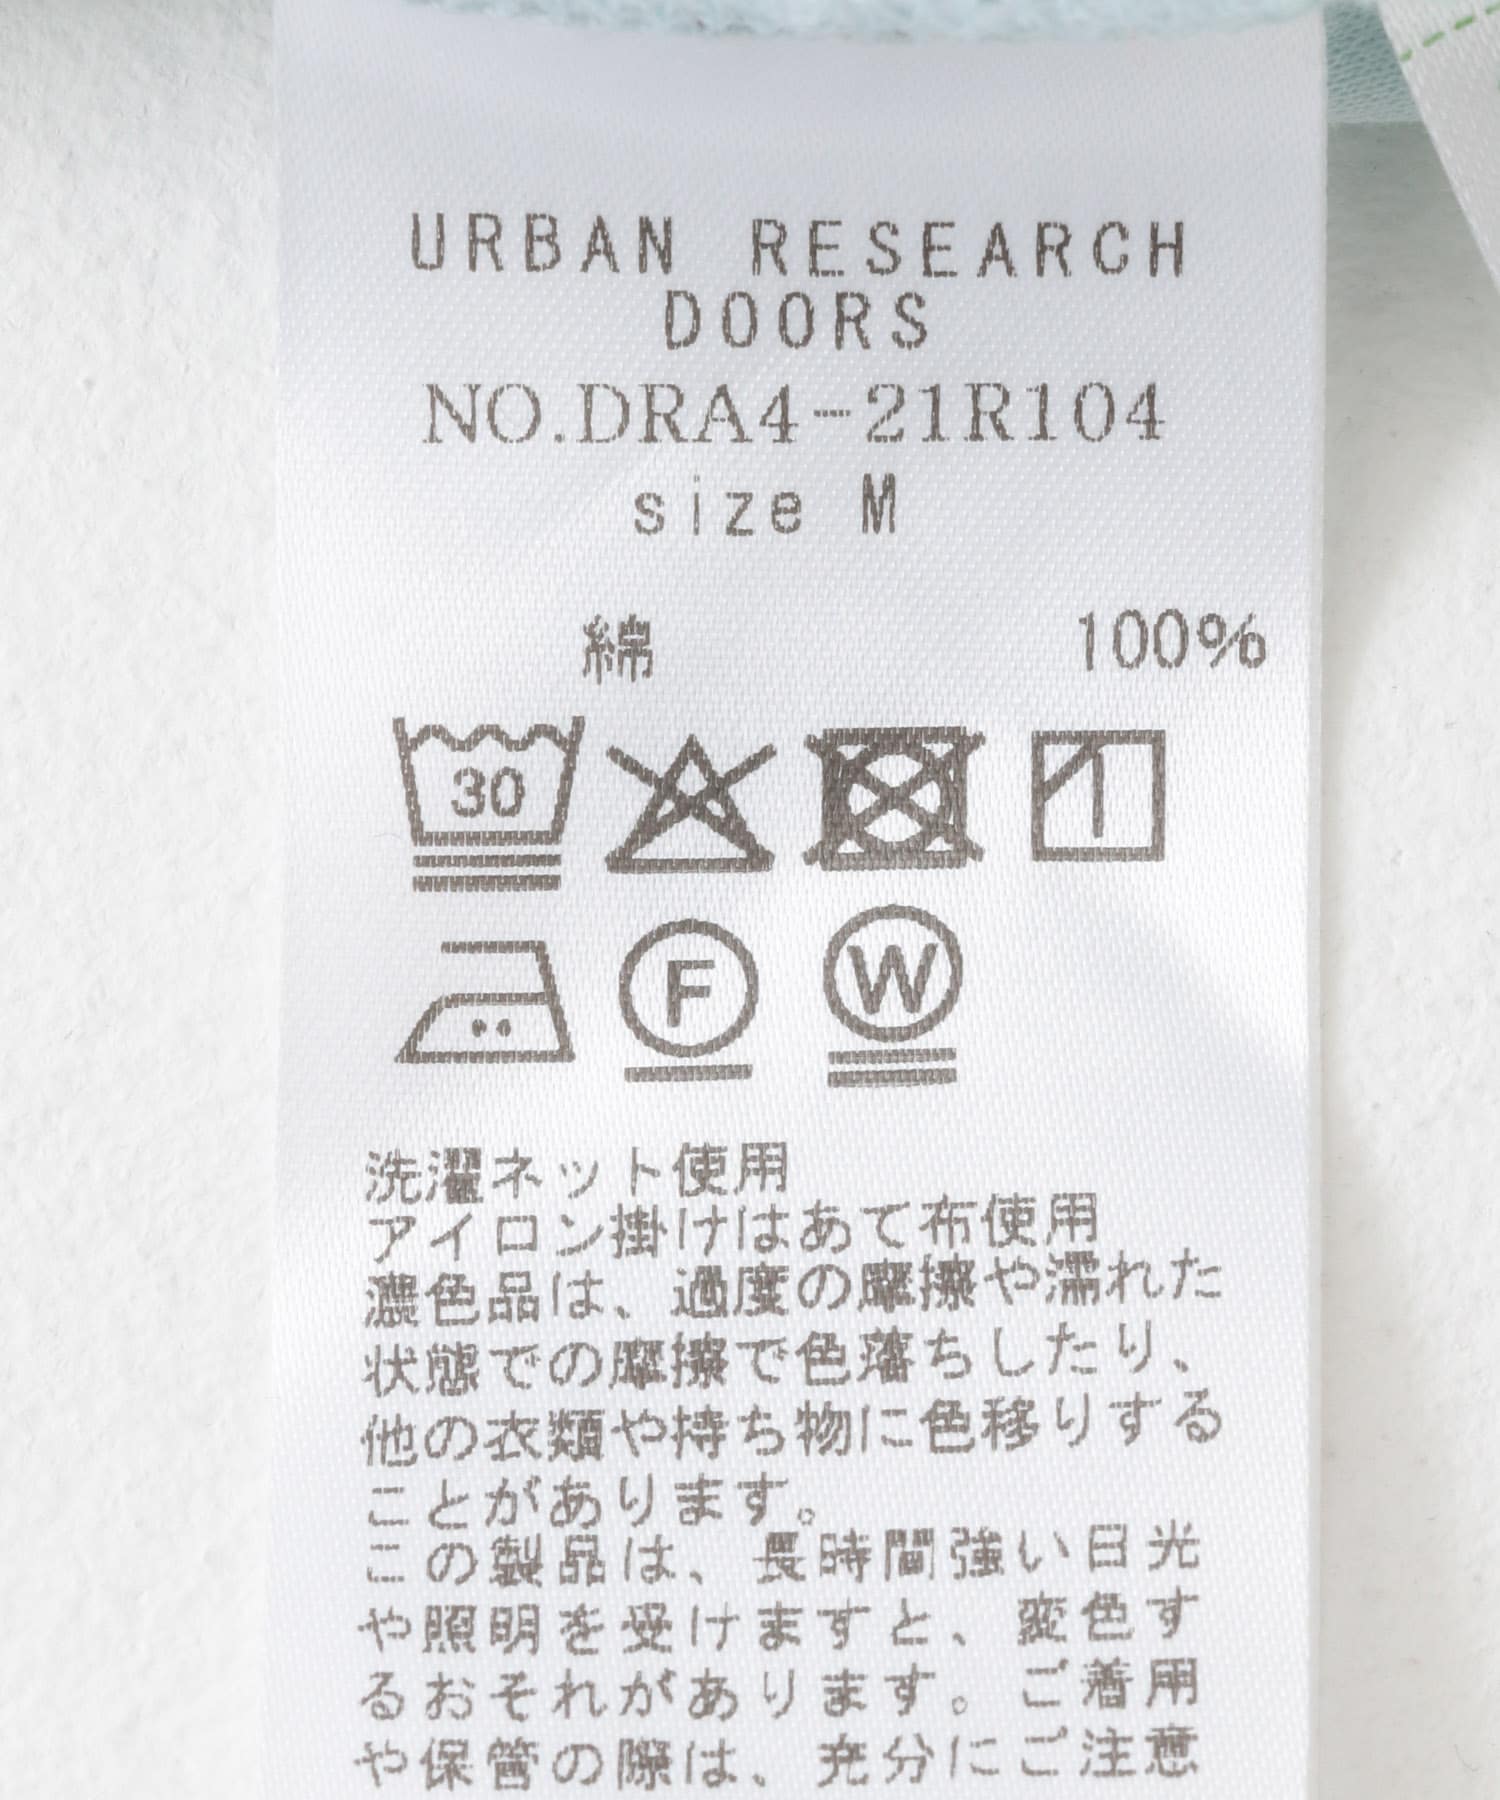 URBAN RESEARCH
DOORS
NO.DRA4-21R104
size M
綿 100%
30
F W
洗濯ネット使用
アイロン掛けはあて布使用
濃色品は、過度の摩擦や濡れた
状態での摩擦で色落ちしたり、
他の衣類や持ち物に色移りする
ことがあります。
この製品は、長時間強い日光
や照明を受けますと、変色す
るおそれがあります。ご着用
や保管の際は、充分にご注意